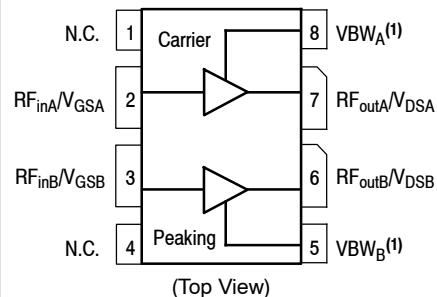 N.C. 1 Carrier 8 VBWA(1)
RFinA/VGSA 2 7 RFoutA/VDSA
RFinB/VGSB 3 6 RFoutB/VDSB
N.C. 4 Peaking 5 VBWB(1)
(Top View)